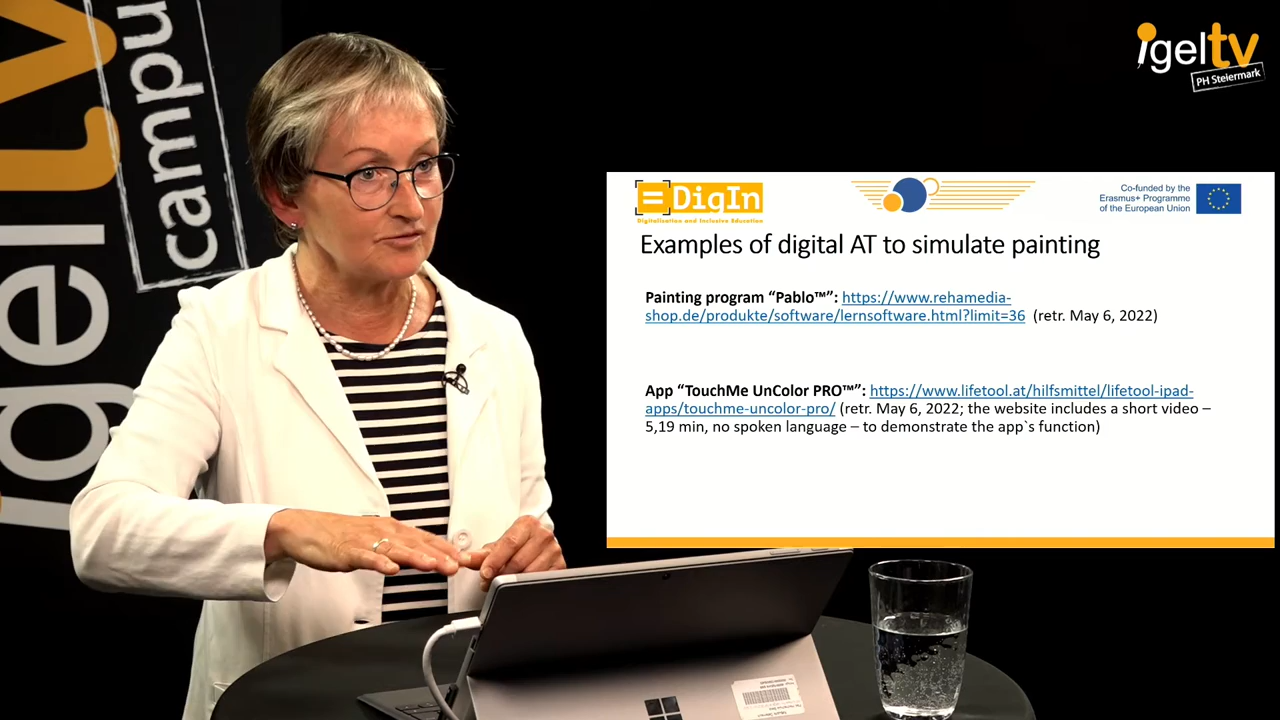 igeltv
campu
igeltv
PH Steiermark
=DigIn
Digitalisation and Inclusive Education
Co-funded by the
Erasmus+ Programme
of the European Union
Examples of digital AT to simulate painting
Painting program “Pablo™”: https://www.rehamedia-
shop.de/produkte/software/lernsoftware.html?limit=36 (retr. May 6, 2022)
App “TouchMe UnColor PRO™”: https://www.lifetool.at/hilfsmittel/lifetool-ipad-
apps/touchme-uncolor-pro/ (retr. May 6, 2022; the website includes a short video –
5,19 min, no spoken language – to demonstrate the app`s function)